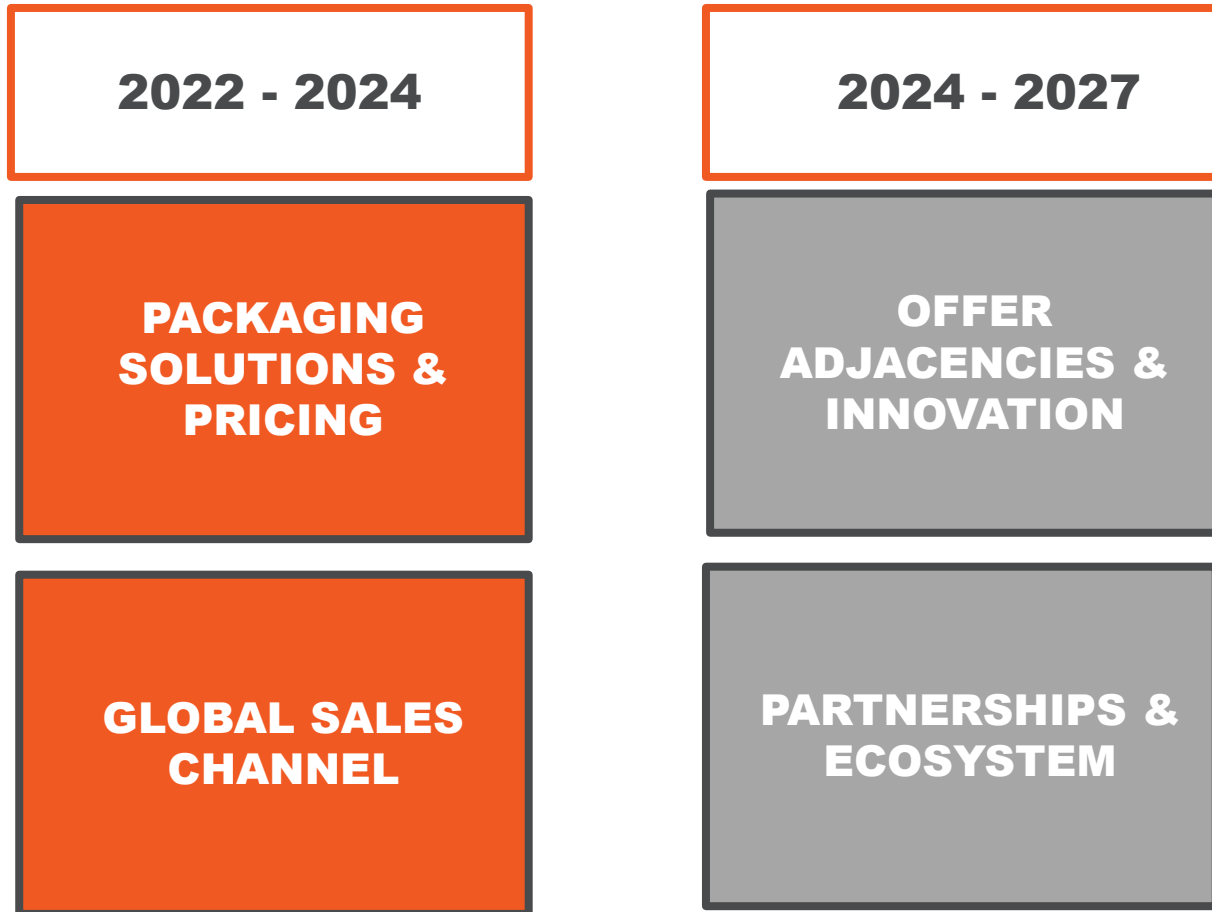 2022 - 2024
PACKAGING
SOLUTIONS &
PRICING
GLOBAL SALES
CHANNEL
2024 - 2027
OFFER
ADJACENCIES &
INNOVATION
PARTNERSHIPS &
ECOSYSTEM